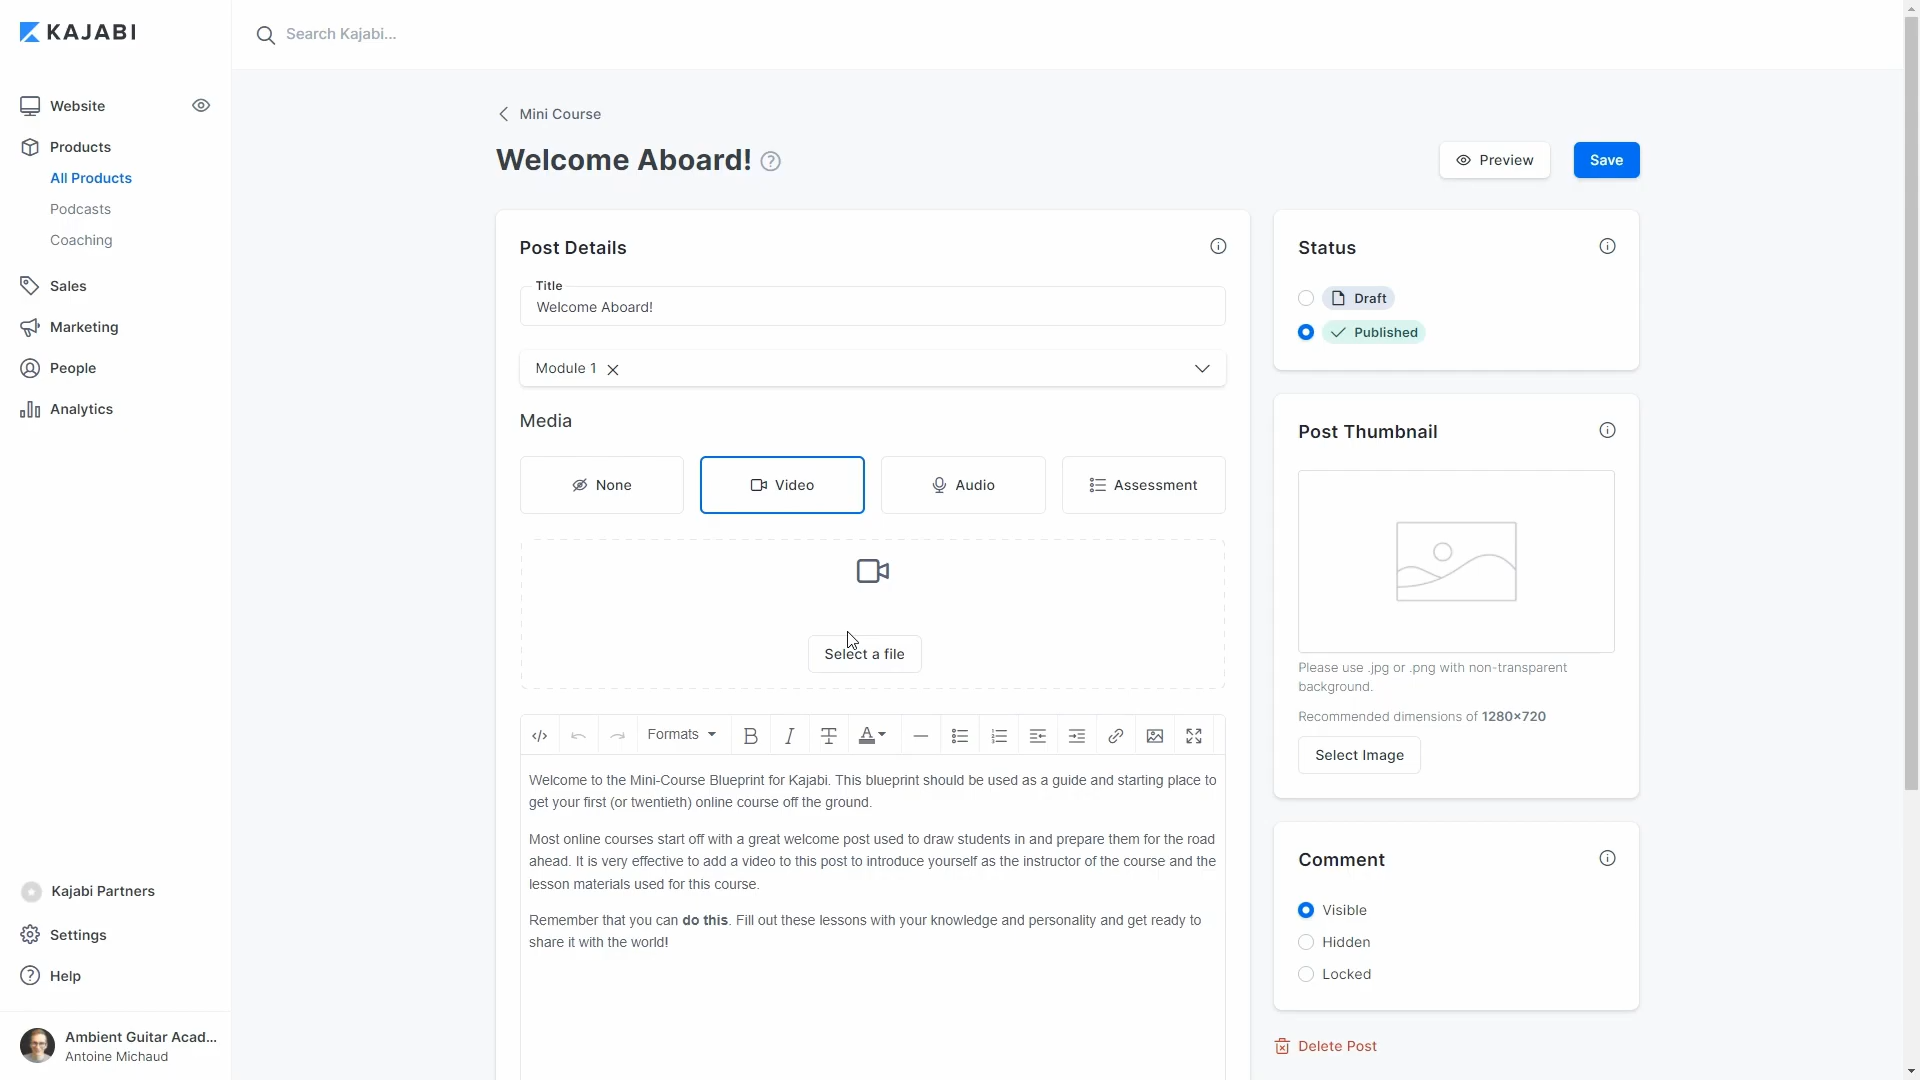 KAJABI
Search Kajabi...
Website
Products
All Products
Podcasts
Coaching
Sales
Marketing
People
Analytics
Kajabi Partners
Settings
Help
Ambient Guitar Acad...
Antoine Michaud
Mini Course
Welcome Aboard!
Preview
Save
Post Details
Title
Welcome Aboard!
Module 1
Media
None
Video
Audio
Assessment
Select a file
Formats
Welcome to the Mini-Course Blueprint for Kajabi. This blueprint should be used as a guide and starting place to
get your first (or twentieth) online course off the ground.
Most online courses start off with a great welcome post used to draw students in and prepare them for the road
ahead. It is very effective to add a video to this post to introduce yourself as the instructor of the course and the
lesson materials used for this course.
Remember that you can do this. Fill out these lessons with your knowledge and personality and get ready to
share it with the world!
Status
Draft
Published
Post Thumbnail
Please use .jpg or .png with non-transparent
background.
Recommended dimensions of 1280×720
Select Image
Comment
Visible
Hidden
Locked
Delete Post